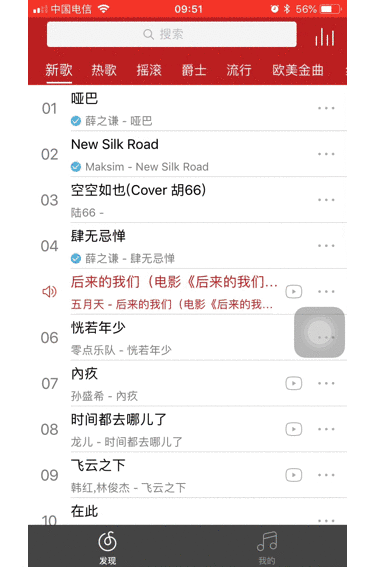 中国电信 09:51 56%
搜索
新歌 热歌 摇滚 爵士 流行 欧美金曲
01 哑巴
薛之谦 - 哑巴
02 New Silk Road
Maksim - New Silk Road
03 空空如也(Cover 胡66)
陆66 -
04 肆无忌惮
薛之谦 - 肆无忌惮
后来的我们（电影《后来的我们...
五月天 - 后来的我们（电影《后来的我...
06 恍若年少
零点乐队 - 恍若年少
07 內疚
孙盛希 - 內疚
08 时间都去哪儿了
龙儿 - 时间都去哪儿了
09 飞云之下
韩红,林俊杰 - 飞云之下
10 在此
发现 我的